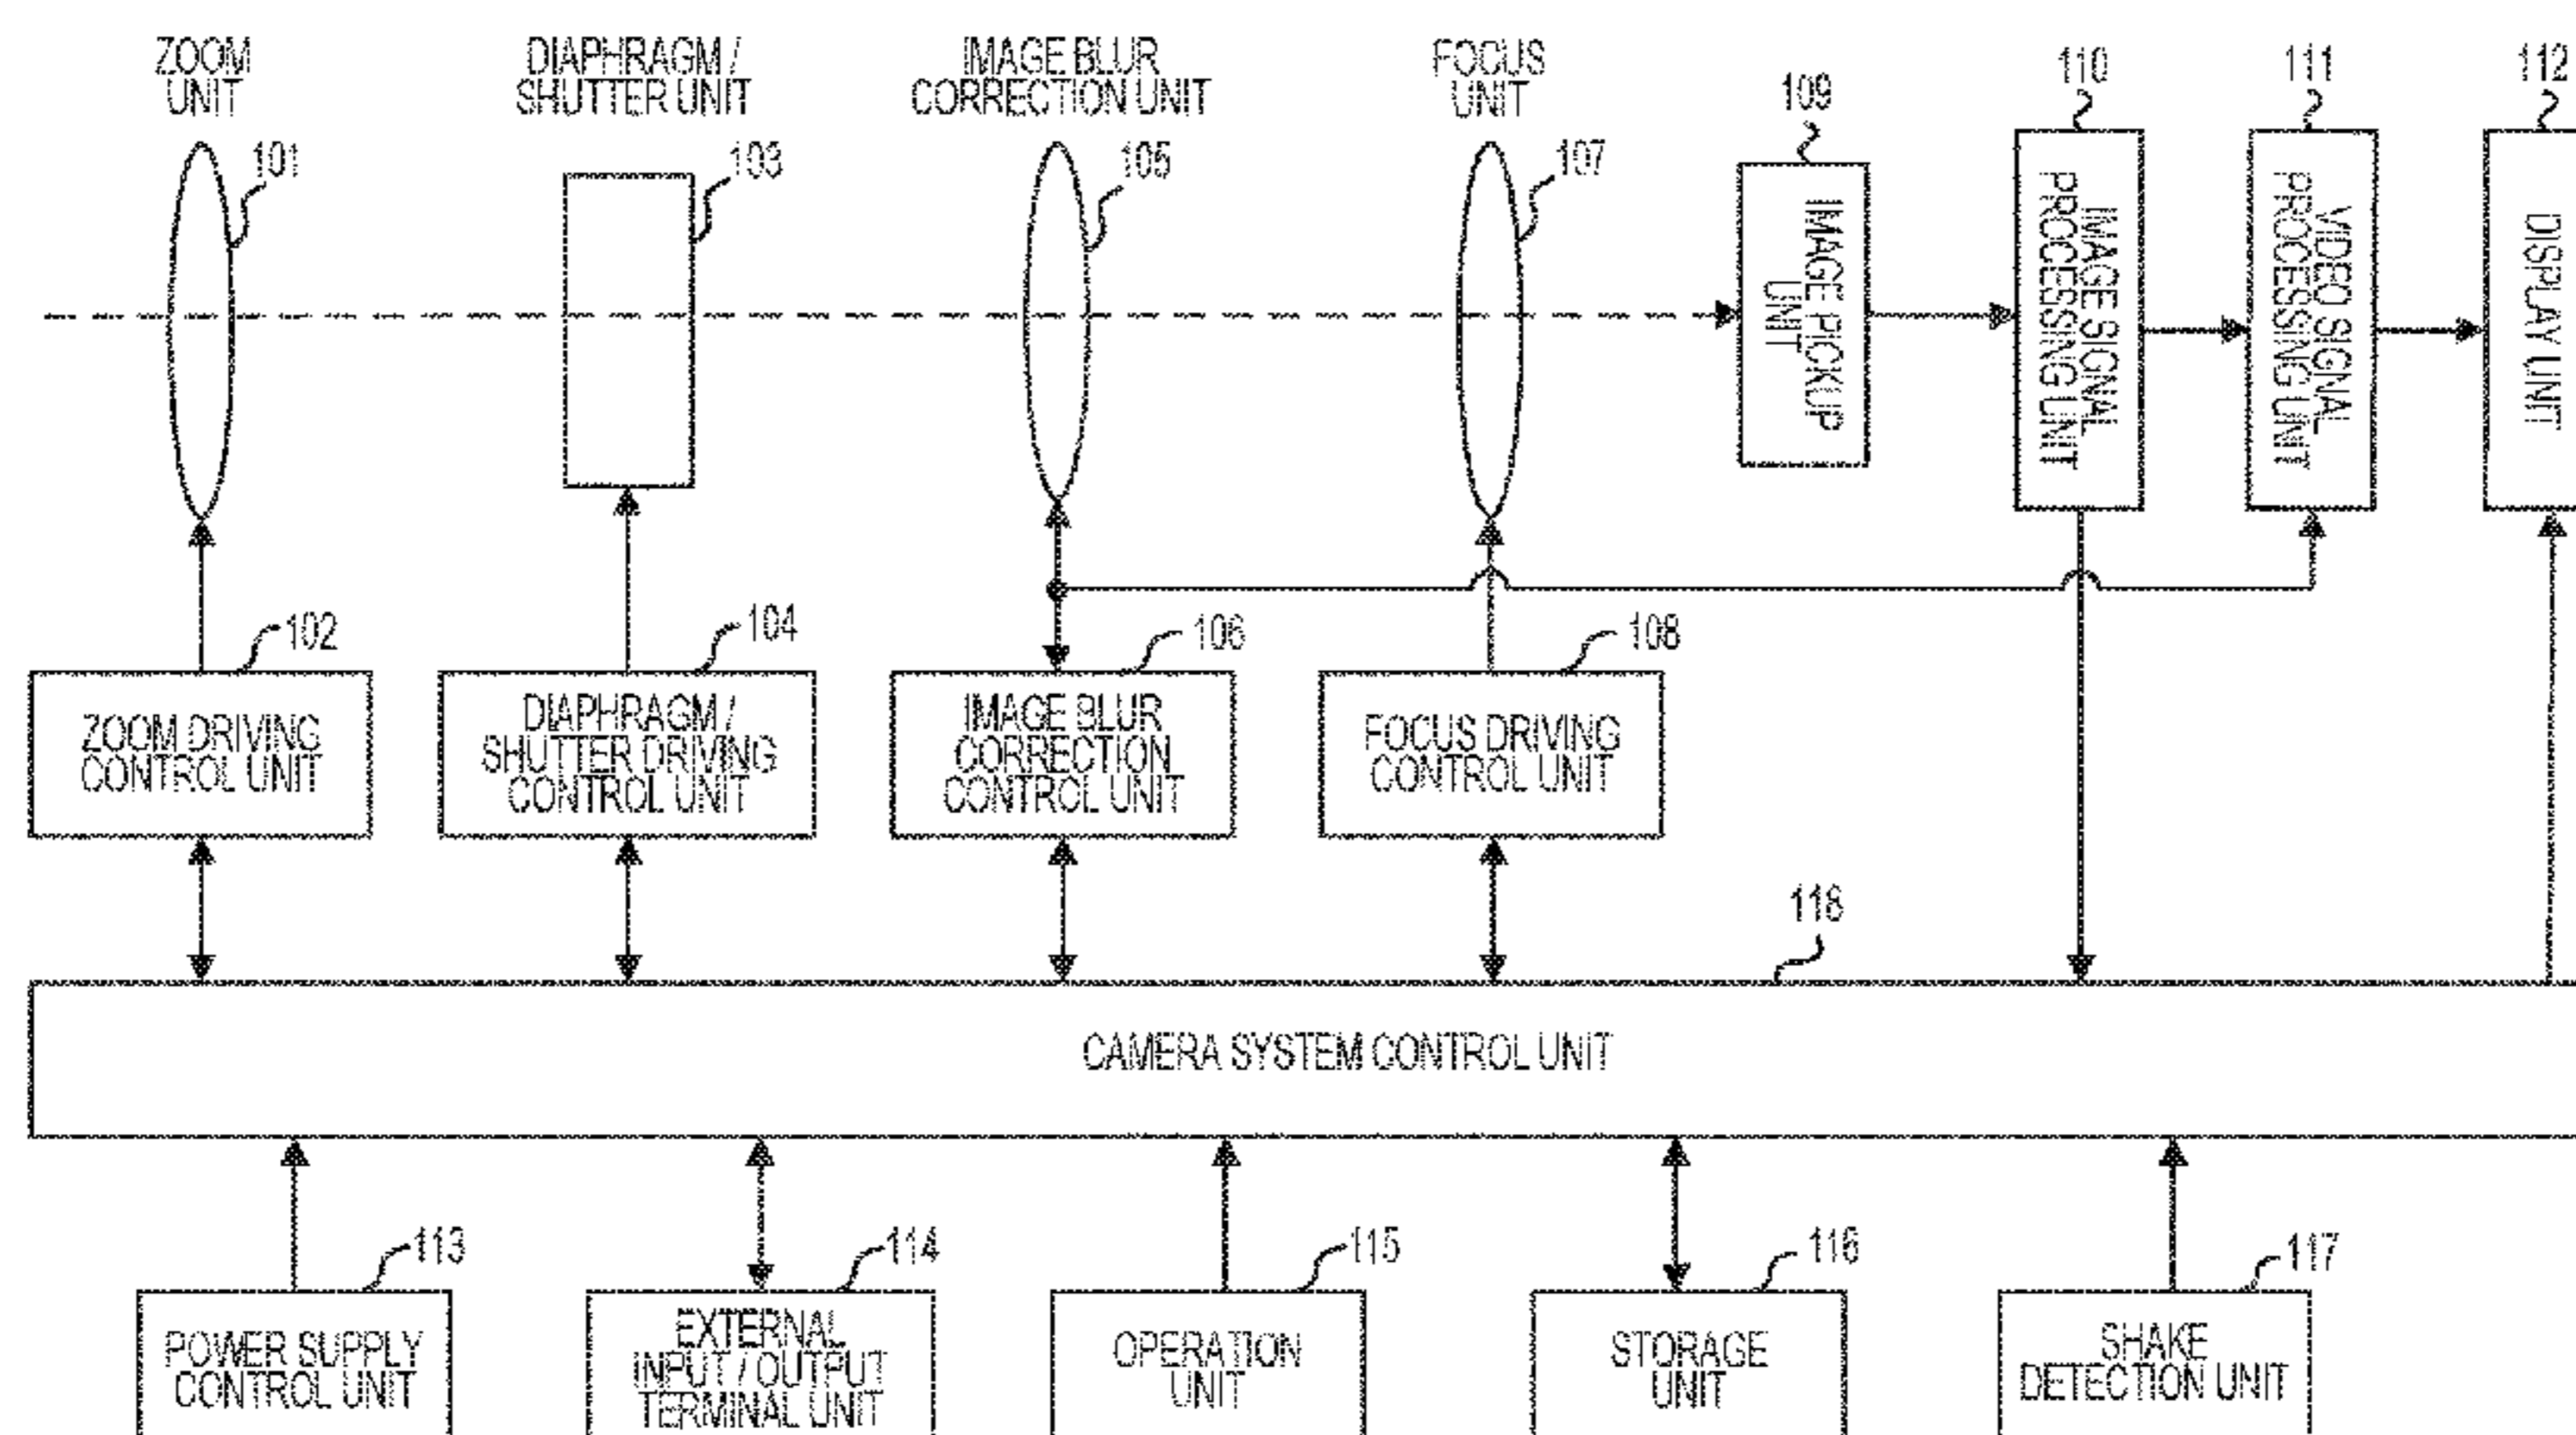 ZOOM
UNIT
DIAPHRAGM /
SHUTTER UNIT
IMAGE BLUR
CORRECTION UNIT
FOCUS
UNIT
101
103
105
107
109
110
111
112
IMAGE PICKUP
UNIT
IMAGE SIGNAL
PROCESSING UNIT
VIDEO SIGNAL
PROCESSING UNIT
DISPLAY UNIT
102
104
106
108
ZOOM DRIVING
CONTROL UNIT
DIAPHRAGM /
SHUTTER DRIVING
CONTROL UNIT
IMAGE BLUR
CORRECTION
CONTROL UNIT
FOCUS DRIVING
CONTROL UNIT
118
CAMERA SYSTEM CONTROL UNIT
113
114
115
116
117
POWER SUPPLY
CONTROL UNIT
EXTERNAL
INPUT / OUTPUT
TERMINAL UNIT
OPERATION
UNIT
STORAGE
UNIT
SHAKE
DETECTION UNIT